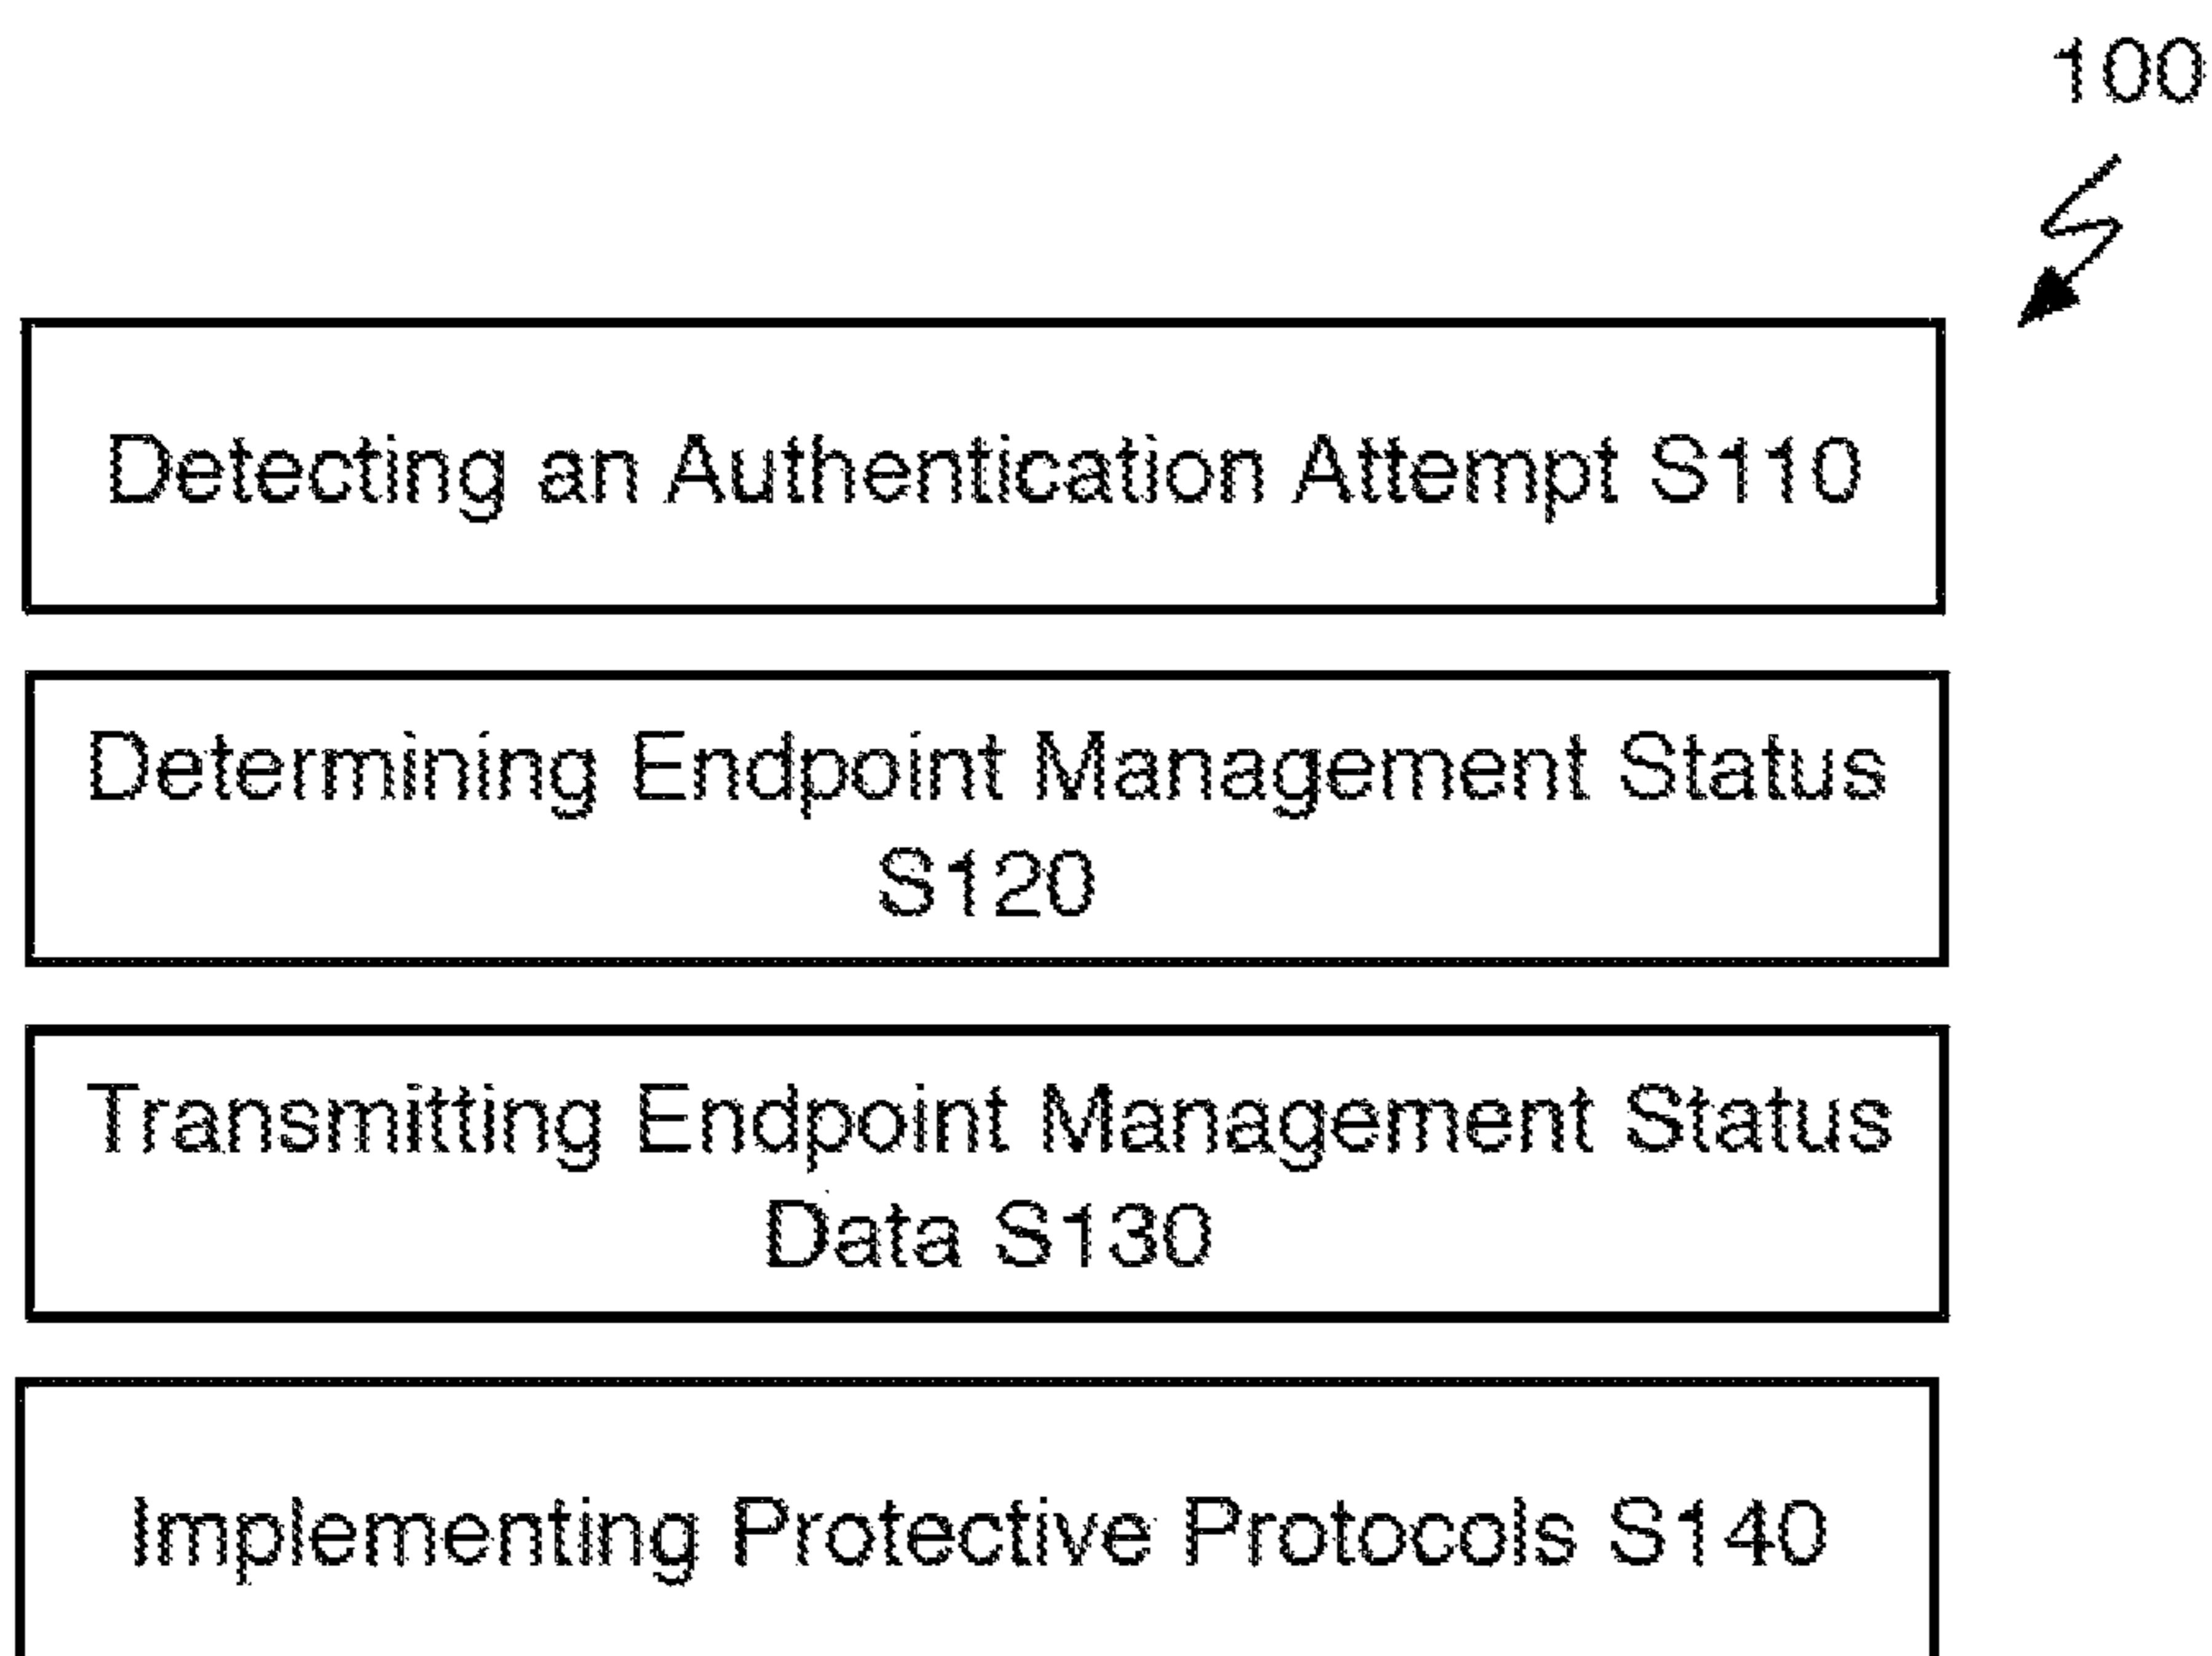 100
Detecting an Authentication Attempt S110
Determining Endpoint Management Status
S120
Transmitting Endpoint Management Status
Data S130
Implementing Protective Protocols S140